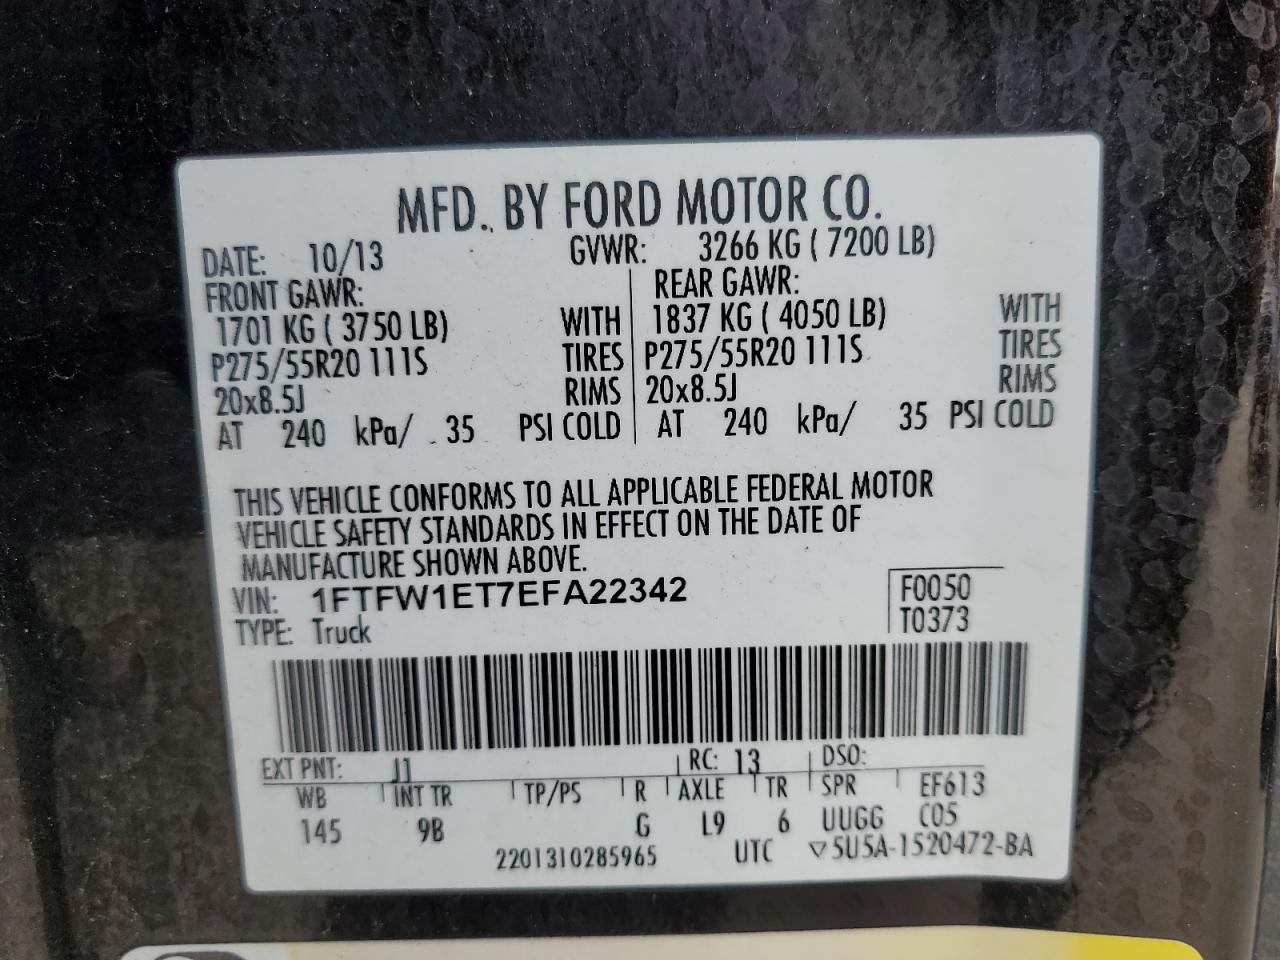 MFD. BY FORD MOTOR CO.
DATE: 10/13 GVWR: 3266 KG ( 7200 LB)
FRONT GAWR: REAR GAWR:
1701 KG ( 3750 LB) WITH 1837 KG ( 4050 LB) WITH
P275/55R20 111S TIRES P275/55R20 111S TIRES
20x8.5J RIMS 20x8.5J RIMS
AT 240 kPa/ 35 PSI COLD AT 240 kPa/ 35 PSI COLD
THIS VEHICLE CONFORMS TO ALL APPLICABLE FEDERAL MOTOR
VEHICLE SAFETY STANDARDS IN EFFECT ON THE DATE OF
MANUFACTURE SHOWN ABOVE.
VIN: 1FTFW1ET7EFA22342 F0050
TYPE: Truck T0373
EXT PNT: J1 RC: 13 DSO:
WB INT TR TP/PS R AXLE TR SPR EF613
145 9B G L9 6 UUGG C05
2201310285965 UTC ▽5U5A-1520472-BA